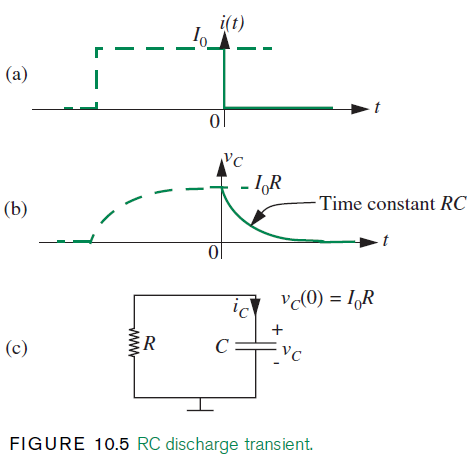 i(t)
I₀
(a)
t
0
vC
I₀R
(b)
Time constant RC
t
0
iC
vC(0) = I₀R
+
(c)
R
C
vC
-
FIGURE 10.5 RC discharge transient.